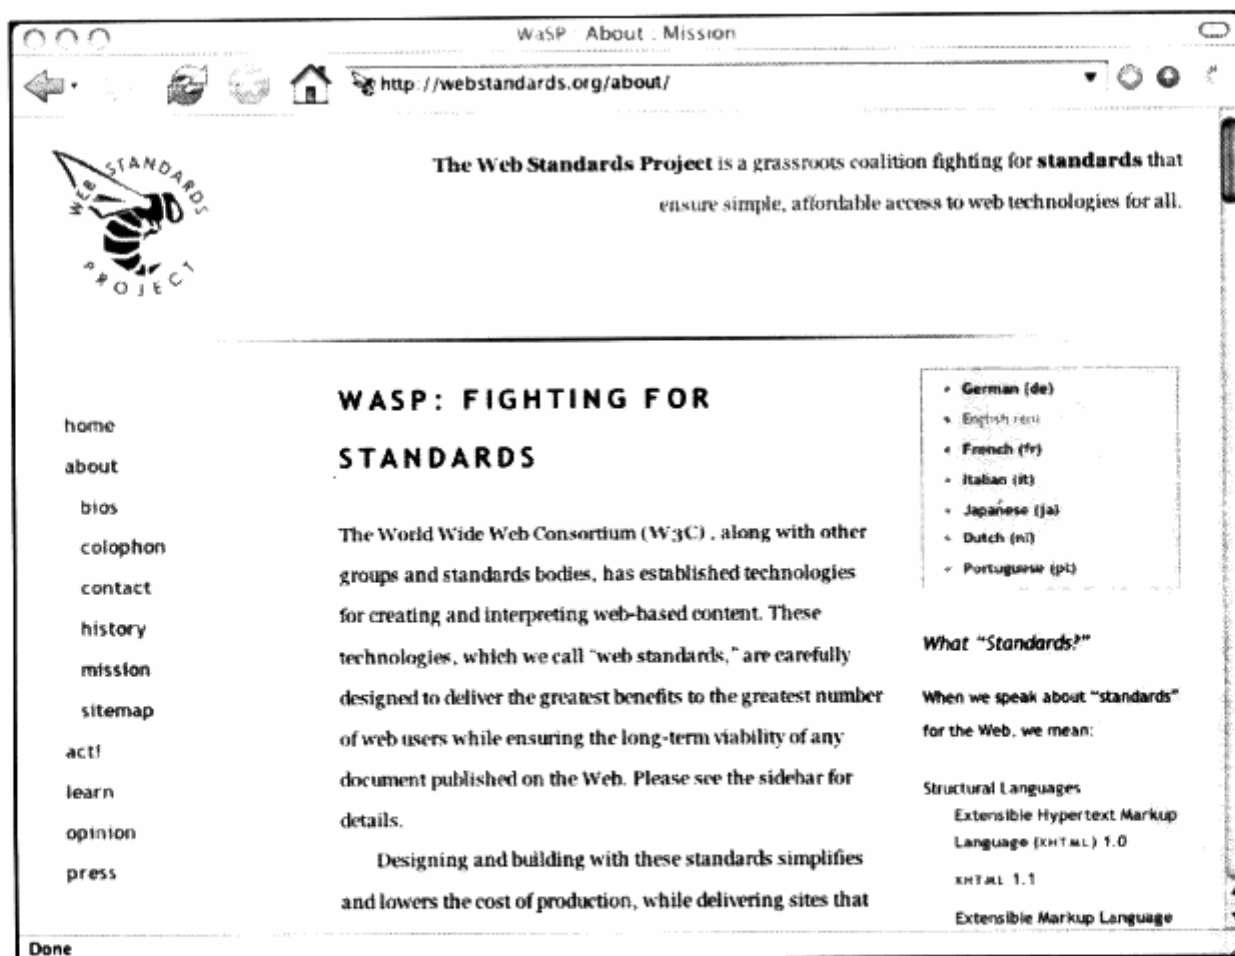 WaSP : About : Mission
http://webstandards.org/about/
WEB STANDARDS PROJECT
The Web Standards Project is a grassroots coalition fighting for standards that
ensure simple, affordable access to web technologies for all.
home
about
bios
colophon
contact
history
mission
sitemap
act!
learn
opinion
press
WASP: FIGHTING FOR
STANDARDS
The World Wide Web Consortium (W3C) , along with other
groups and standards bodies, has established technologies
for creating and interpreting web-based content. These
technologies, which we call “web standards,” are carefully
designed to deliver the greatest benefits to the greatest number
of web users while ensuring the long-term viability of any
document published on the Web. Please see the sidebar for
details.
Designing and building with these standards simplifies
and lowers the cost of production, while delivering sites that
German (de)
English (en)
French (fr)
Italian (it)
Japanese (ja)
Dutch (nl)
Portuguese (pt)
What “Standards?”
When we speak about “standards”
for the Web, we mean:
Structural Languages
Extensible Hypertext Markup
Language (XHTML) 1.0
XHTML 1.1
Extensible Markup Language
Done